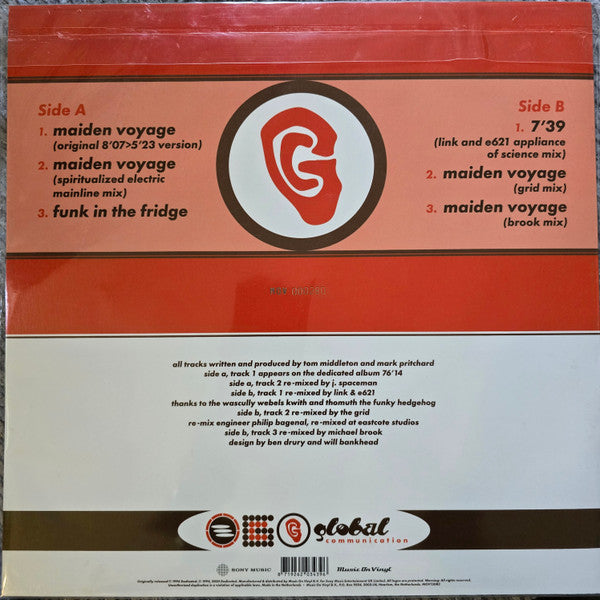 Side A
1. maiden voyage
(original 8'07>5'23 version)
2. maiden voyage
(spiritualized electric
mainline mix)
3. funk in the fridge
Side B
1. 7'39
(link and e621 appliance
of science mix)
2. maiden voyage
(grid mix)
3. maiden voyage
(brook mix)
all tracks written and produced by tom middleton and mark pritchard
side a, track 1 appears on the dedicated album 76'14
side a, track 2 re-mixed by j. spaceman
side b, track 1 re-mixed by link & e621
thanks to the wascully webels kwith and thomuth the funky hedgehog
side b, track 2 re-mixed by the grid
re-mix engineer philip bagenal, re-mixed at eastcote studios
side b, track 3 re-mixed by michael brook
design by ben drury and will bankhead
global
communication
SONY MUSIC
8 719262 034396
Music On Vinyl